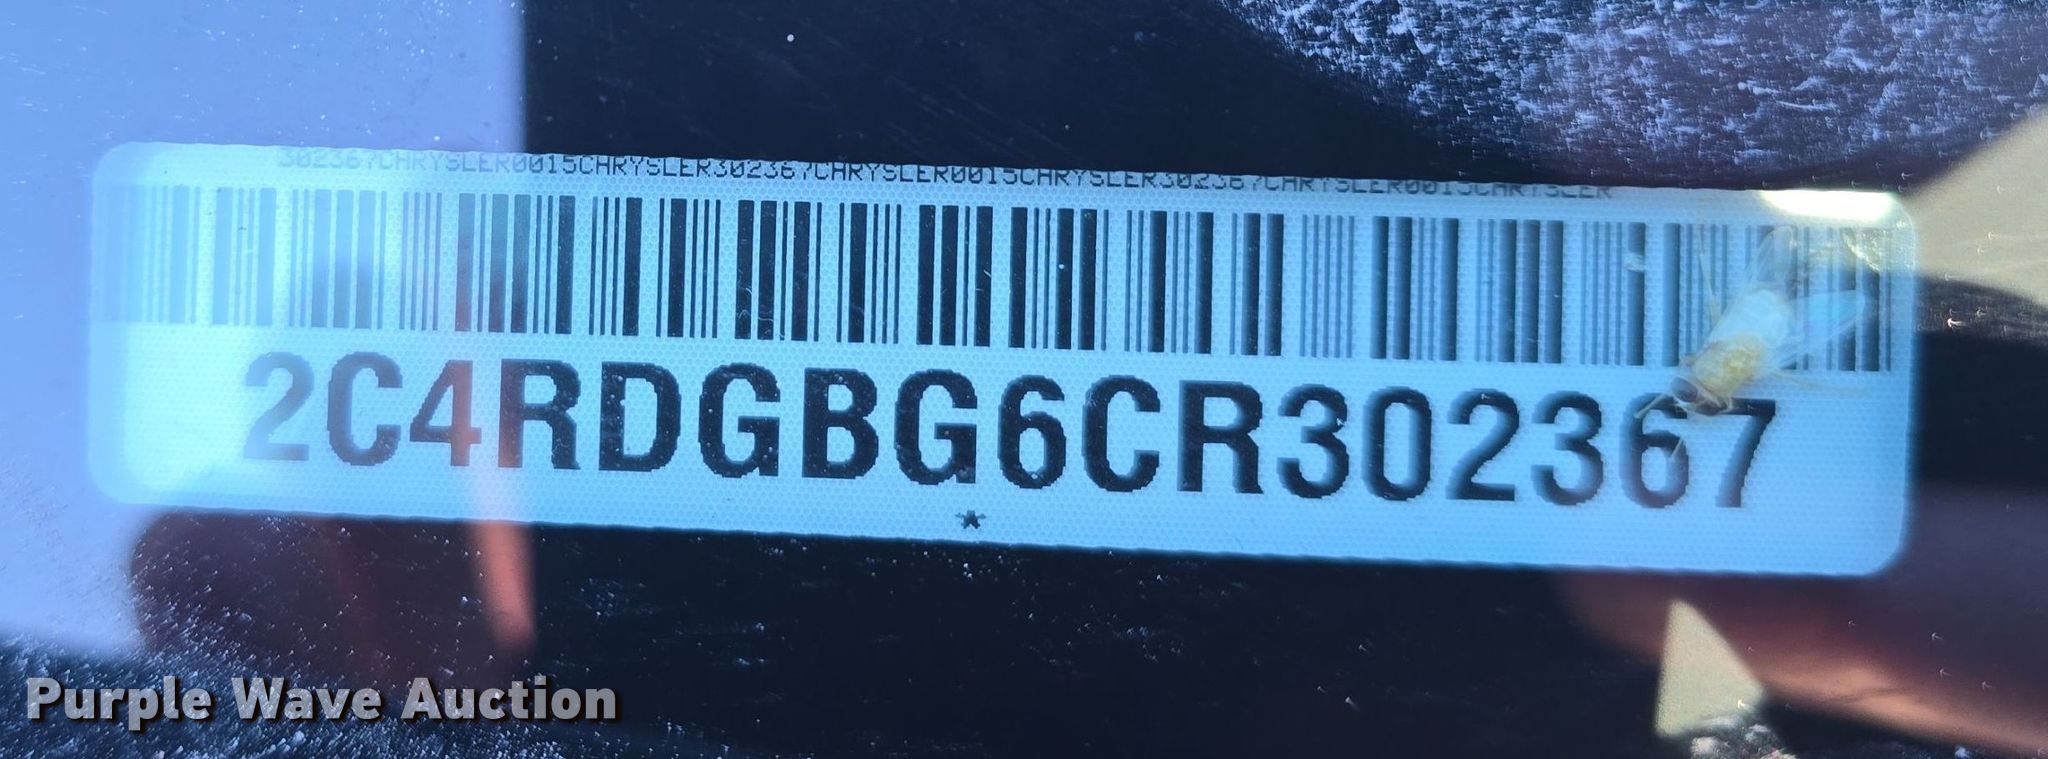 302367CHRYSLER0015CHRYSLER302367CHRYSLER0015CHRYSLER302367CHRYSLER0015CHRYSLER
2C4RDGBG6CR302367
*
Purple Wave Auction